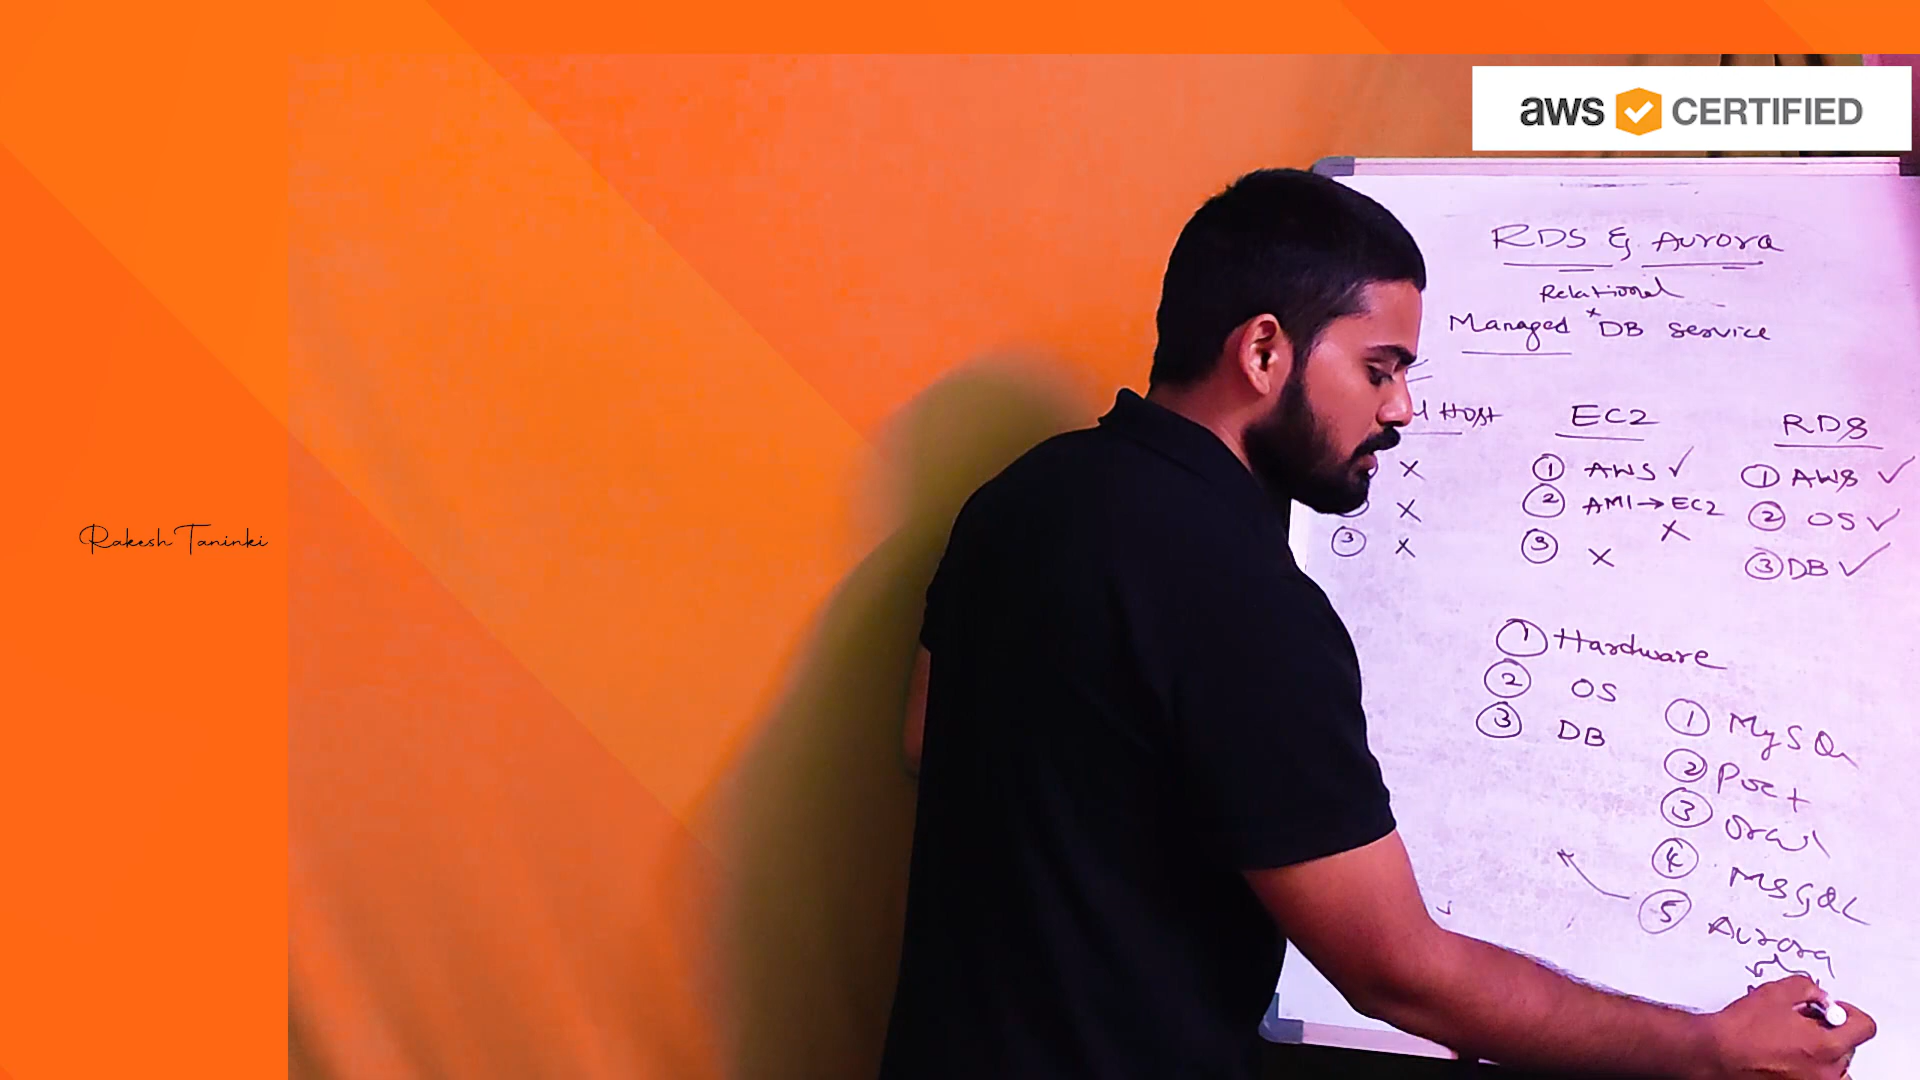 aws CERTIFIED
RDS & Aurora
Relational
Managed x DB service
Host
EC2
RDS
x
① AWS ✓
① AWS ✓
x
② AMI → EC2
x
② OS ✓
③ x
③ x
③ DB ✓
Rakesh Taninki
① Hardware
② OS
③ DB
① MySQL
② Post
③
④ MSSQL
⑤ Aurora